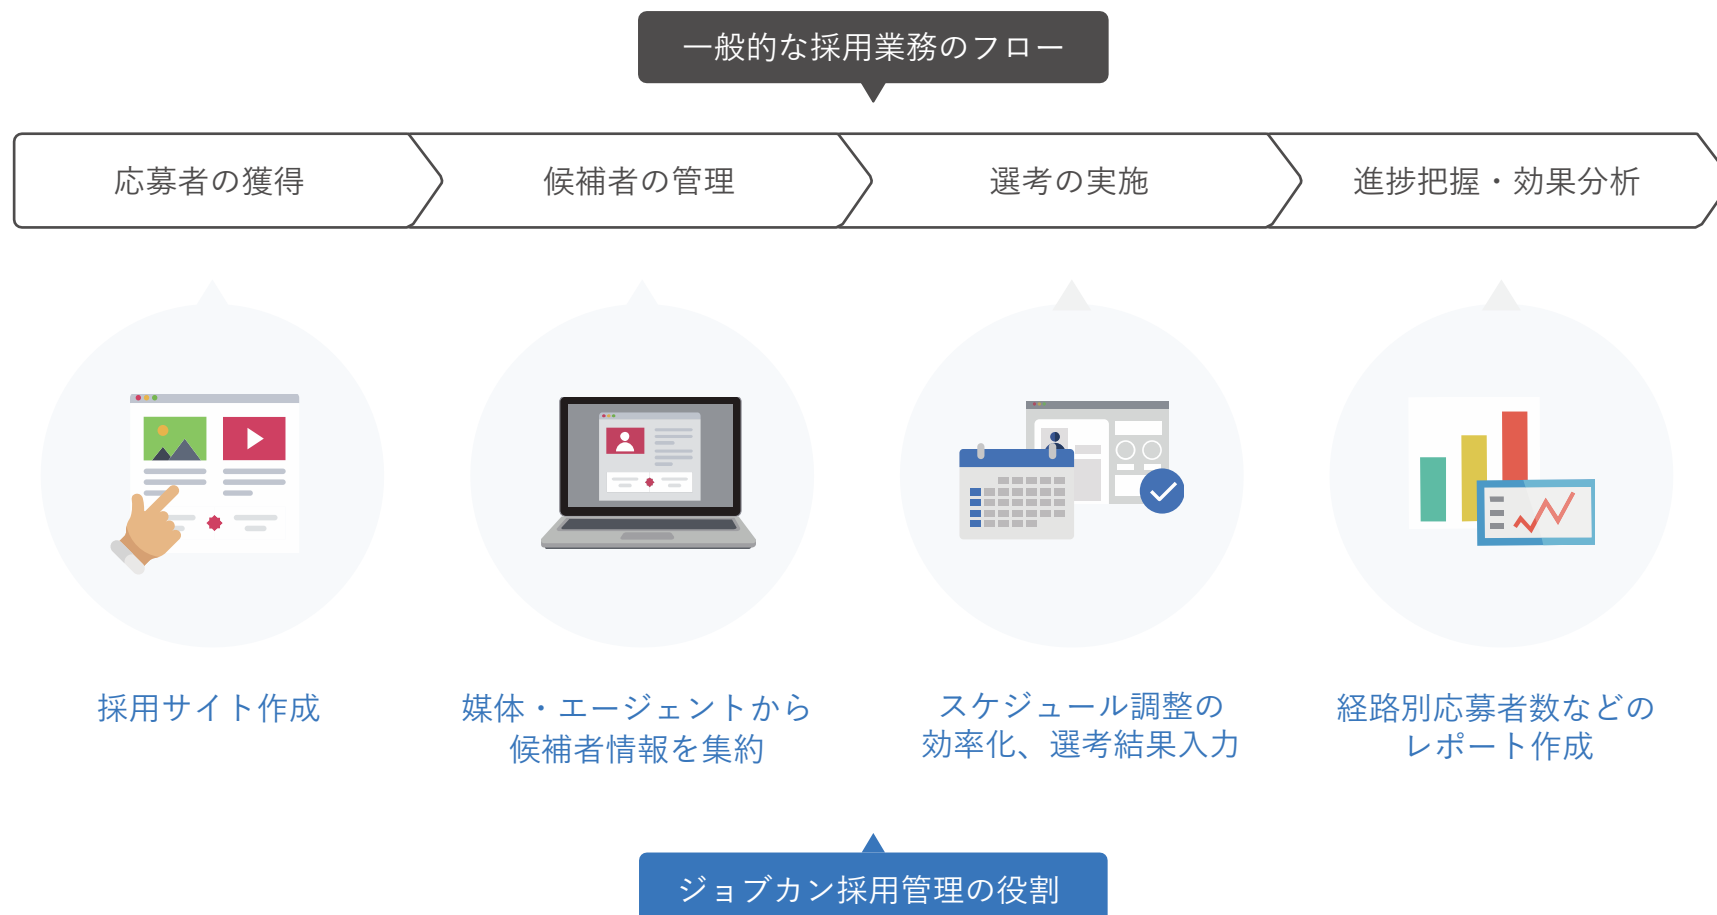 一般的な採用業務のフロー
応募者の獲得
候補者の管理
選考の実施
進捗把握・効果分析
採用サイト作成
媒体・エージェントから
候補者情報を集約
スケジュール調整の
効率化、選考結果入力
経路別応募者数などの
レポート作成
ジョブカン採用管理の役割